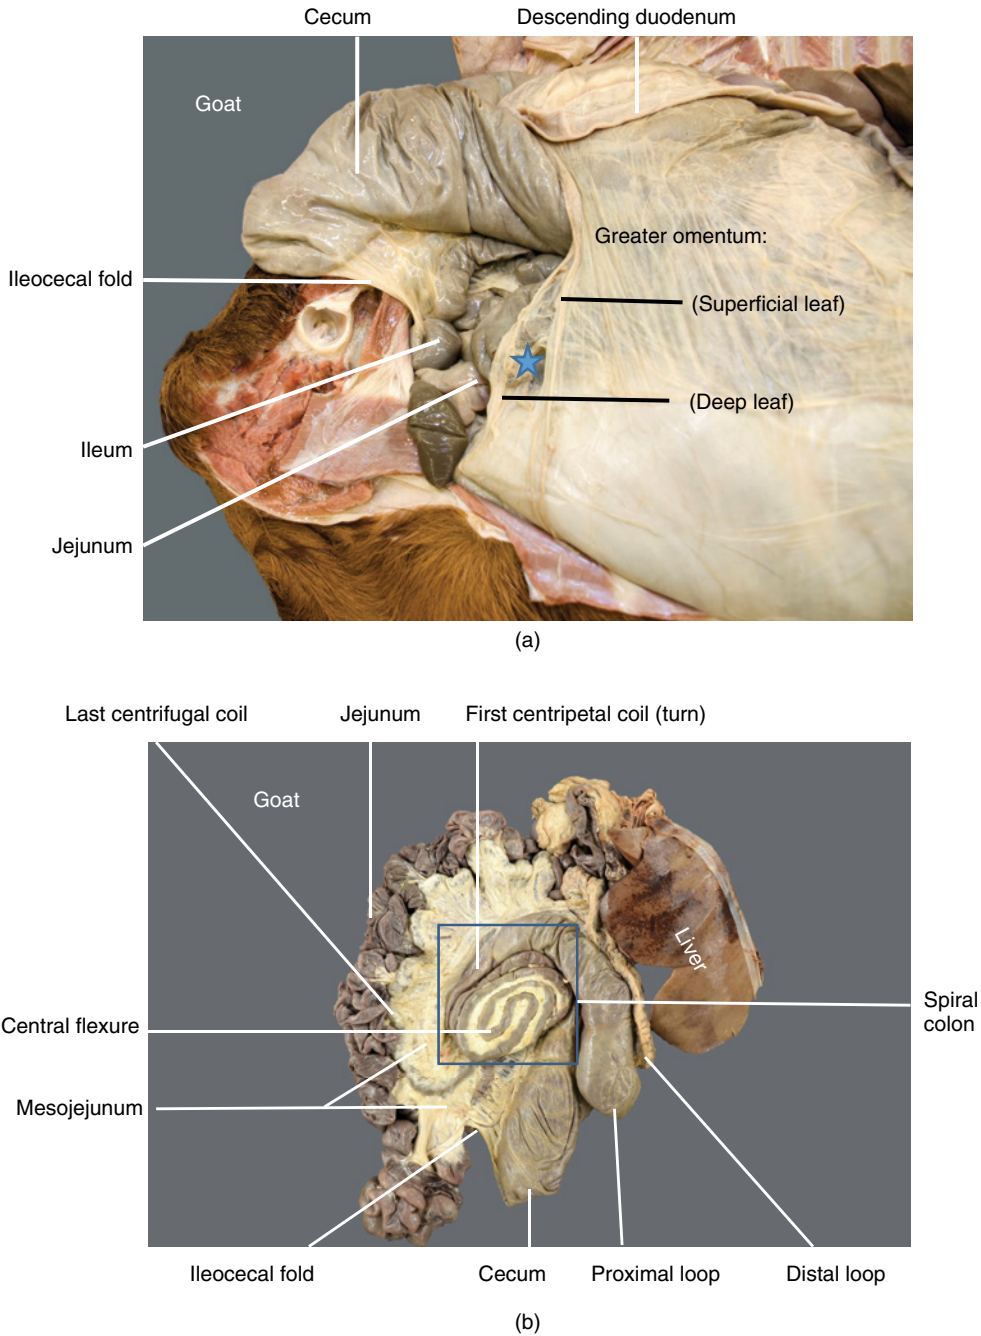 Cecum
Descending duodenum
Goat
Greater omentum:
Ileocecal fold
(Superficial leaf)
(Deep leaf)
Ileum
Jejunum
(a)
Last centrifugal coil
Jejunum
First centripetal coil (turn)
Goat
Liver
Spiral
colon
Central flexure
Mesojejunum
Ileocecal fold
Cecum
Proximal loop
Distal loop
(b)